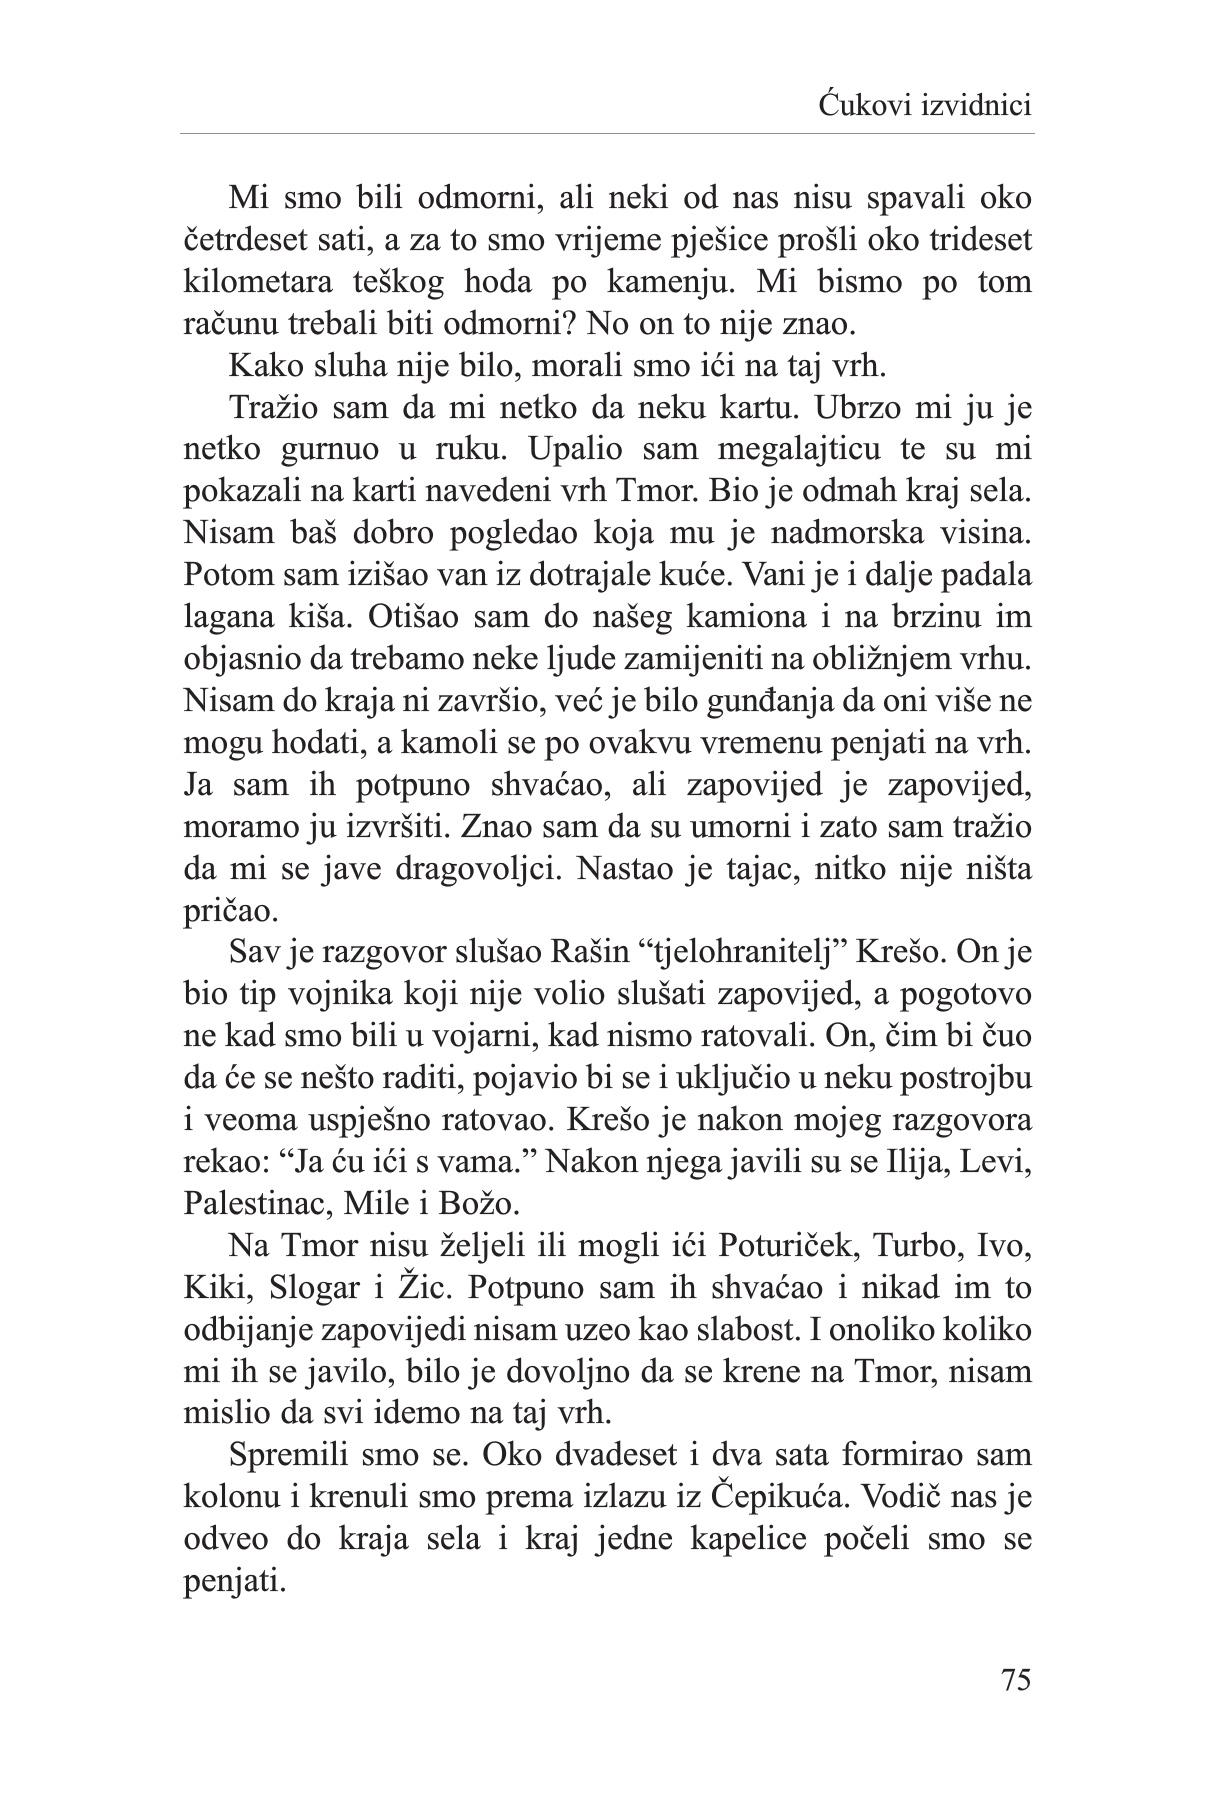 Ćukovi izvidnici
Mi smo bili odmorni, ali neki od nas nisu spavali oko
četrdeset sati, a za to smo vrijeme pješice prošli oko trideset
kilometara teškog hoda po kamenju. Mi bismo po tom
računu trebali biti odmorni? No on to nije znao.
Kako sluha nije bilo, morali smo ići na taj vrh.
Tražio sam da mi netko da neku kartu. Ubrzo mi ju je
netko gurnuo u ruku. Upalio sam megalajticu te su mi
pokazali na karti navedeni vrh Tmor. Bio je odmah kraj sela.
Nisam baš dobro pogledao koja mu je nadmorska visina.
Potom sam izišao van iz dotrajale kuće. Vani je i dalje padala
lagana kiša. Otišao sam do našeg kamiona i na brzinu im
objasnio da trebamo neke ljude zamijeniti na obližnjem vrhu.
Nisam do kraja ni završio, već je bilo gunđanja da oni više ne
mogu hodati, a kamoli se po ovakvu vremenu penjati na vrh.
Ja sam ih potpuno shvaćao, ali zapovijed je zapovijed,
moramo ju izvršiti. Znao sam da su umorni i zato sam tražio
da mi se jave dragovoljci. Nastao je tajac, nitko nije ništa
pričao.
Sav je razgovor slušao Rašin “tjelohranitelj” Krešo. On je
bio tip vojnika koji nije volio slušati zapovijed, a pogotovo
ne kad smo bili u vojarni, kad nismo ratovali. On, čim bi čuo
da će se nešto raditi, pojavio bi se i uključio u neku postrojbu
i veoma uspješno ratovao. Krešo je nakon mojeg razgovora
rekao: “Ja ću ići s vama.” Nakon njega javili su se Ilija, Levi,
Palestinac, Mile i Božo.
Na Tmor nisu željeli ili mogli ići Poturiček, Turbo, Ivo,
Kiki, Slogar i Žic. Potpuno sam ih shvaćao i nikad im to
odbijanje zapovijedi nisam uzeo kao slabost. I onoliko koliko
mi ih se javilo, bilo je dovoljno da se krene na Tmor, nisam
mislio da svi idemo na taj vrh.
Spremili smo se. Oko dvadeset i dva sata formirao sam
kolonu i krenuli smo prema izlazu iz Čepikuća. Vodič nas je
odveo do kraja sela i kraj jedne kapelice počeli smo se
penjati.
75